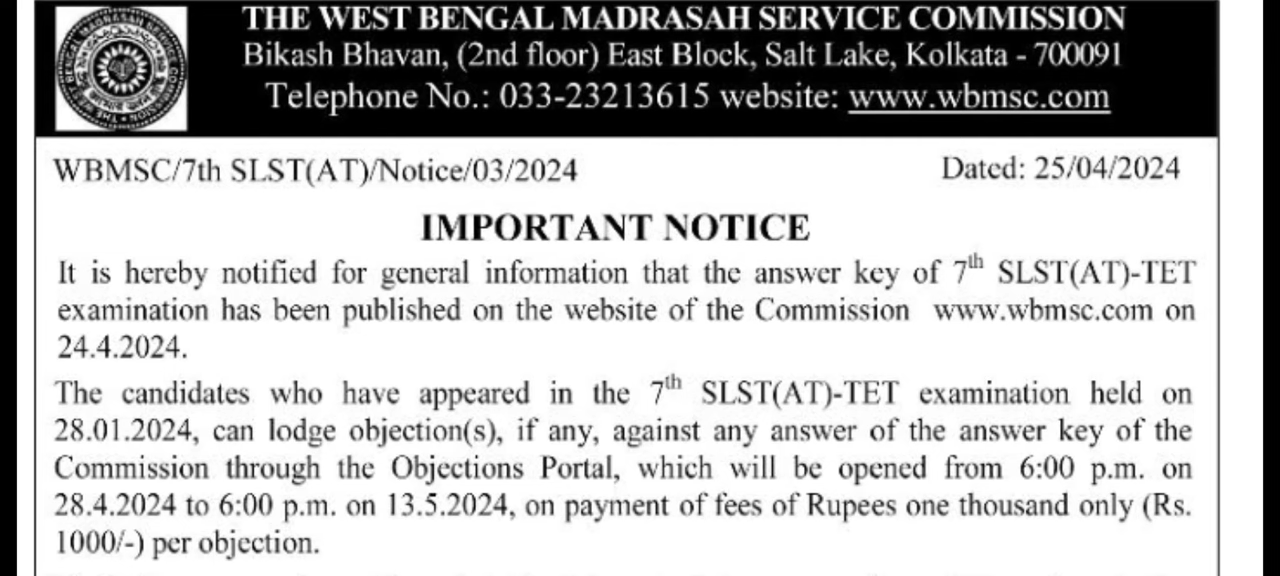 THE WEST BENGAL MADRASAH SERVICE COMMISSION
Bikash Bhavan, (2nd floor) East Block, Salt Lake, Kolkata - 700091
Telephone No.: 033-23213615 website: www.wbmsc.com
WBMSC/7th SLST(AT)/Notice/03/2024 Dated: 25/04/2024
IMPORTANT NOTICE
It is hereby notified for general information that the answer key of 7th SLST(AT)-TET
examination has been published on the website of the Commission www.wbmsc.com on
24.4.2024.
The candidates who have appeared in the 7th SLST(AT)-TET examination held on
28.01.2024, can lodge objection(s), if any, against any answer of the answer key of the
Commission through the Objections Portal, which will be opened from 6:00 p.m. on
28.4.2024 to 6:00 p.m. on 13.5.2024, on payment of fees of Rupees one thousand only (Rs.
1000/-) per objection.